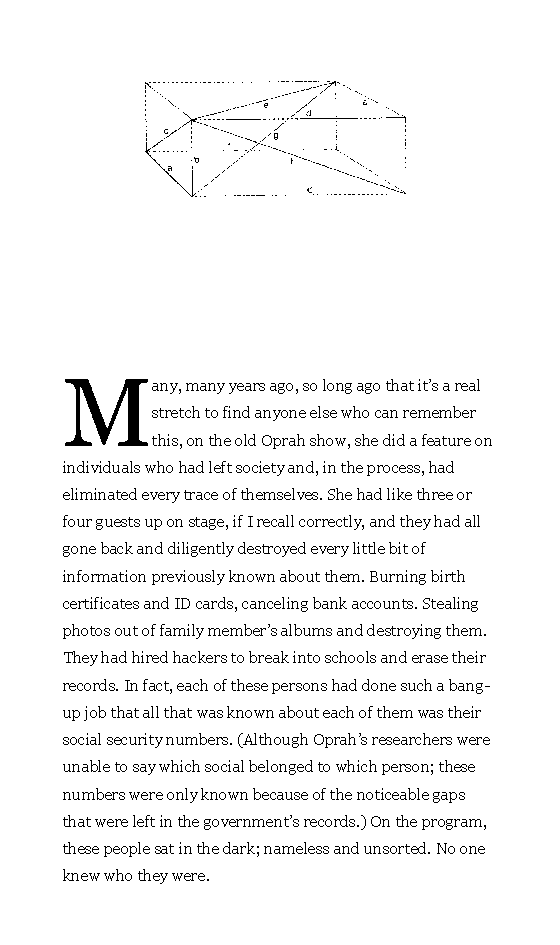 e
a
d
c
g
b
f
a
d
Many, many years ago, so long ago that it’s a real
stretch to find anyone else who can remember
this, on the old Oprah show, she did a feature on
individuals who had left society and, in the process, had
eliminated every trace of themselves. She had like three or
four guests up on stage, if I recall correctly, and they had all
gone back and diligently destroyed every little bit of
information previously known about them. Burning birth
certificates and ID cards, canceling bank accounts. Stealing
photos out of family member’s albums and destroying them.
They had hired hackers to break into schools and erase their
records. In fact, each of these persons had done such a bang-
up job that all that was known about each of them was their
social security numbers. (Although Oprah’s researchers were
unable to say which social belonged to which person; these
numbers were only known because of the noticeable gaps
that were left in the government’s records.) On the program,
these people sat in the dark; nameless and unsorted. No one
knew who they were.